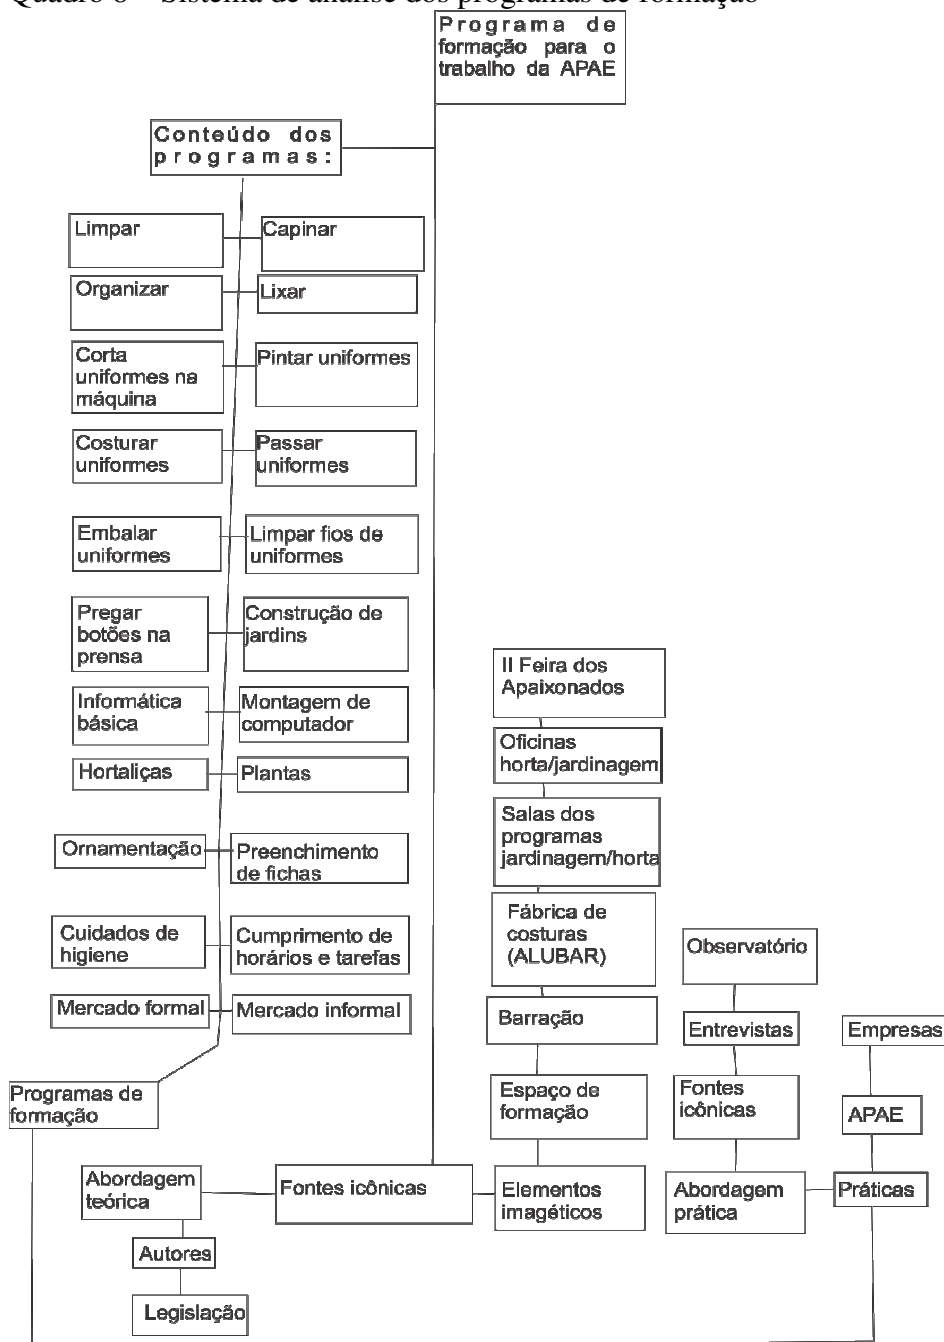 Quadro 8 – Sistema de análise dos programas de formação
Programa de
formação para o
trabalho da APAE
Conteúdo dos
programas:
Limpar
Capinar
Organizar
Lixar
Corta
uniformes na
máquina
Pintar uniformes
Costurar
uniformes
Passar
uniformes
Embalar
uniformes
Limpar fios de
uniformes
Pregar
botões na
prensa
Construção de
jardins
Informática
básica
Montagem de
computador
Hortaliças
Plantas
Ornamentação
Preenchimento
de fichas
Cuidados de
higiene
Cumprimento de
horários e tarefas
Mercado formal
Mercado informal
Programas de
formação
II Feira dos
Apaixonados
Oficinas
horta/jardinagem
Salas dos
programas
jardinagem/horta
Fábrica de
costuras
(ALUBAR)
Barração
Espaço de
formação
Elementos
imagéticos
Observatório
Entrevistas
Fontes
icônicas
Abordagem
prática
Empresas
APAE
Práticas
Abordagem
teórica
Fontes icônicas
Autores
Legislação